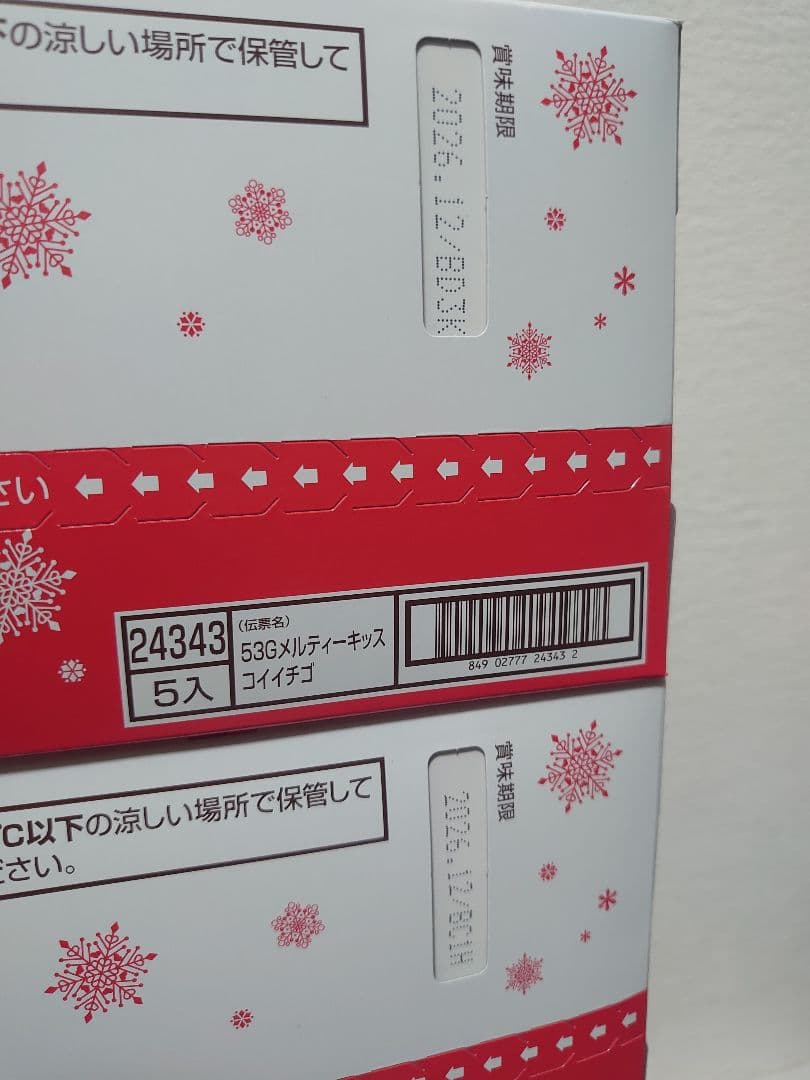 下の涼しい場所で保管して
賞味期限
2026.12/BD3K
さい
24343
5入
(伝票名)
53Gメルティーキッス
コイイチゴ
849 02777 24343 2
℃以下の涼しい場所で保管して
ださい。
賞味期限
2026.12/BC1H